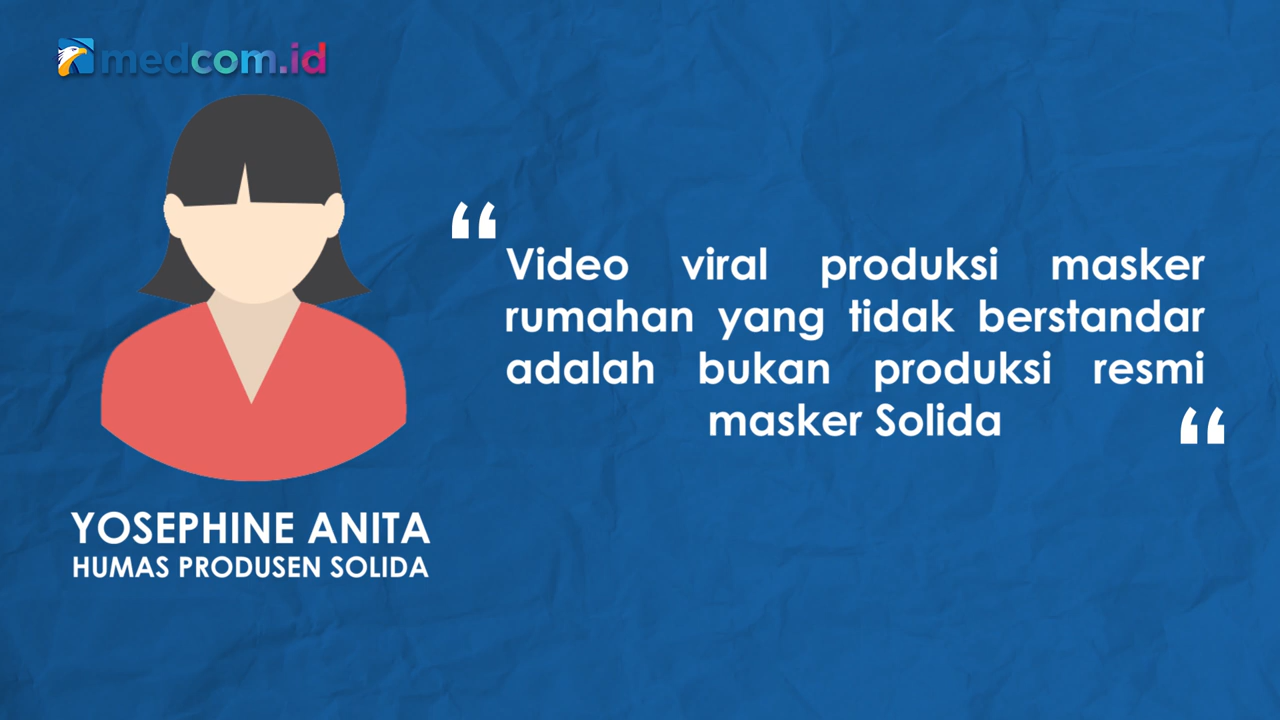 medcom.id
“
Video viral produksi masker
rumahan yang tidak berstandar
adalah bukan produksi resmi
masker Solida
“
YOSEPHINE ANITA
HUMAS PRODUSEN SOLIDA